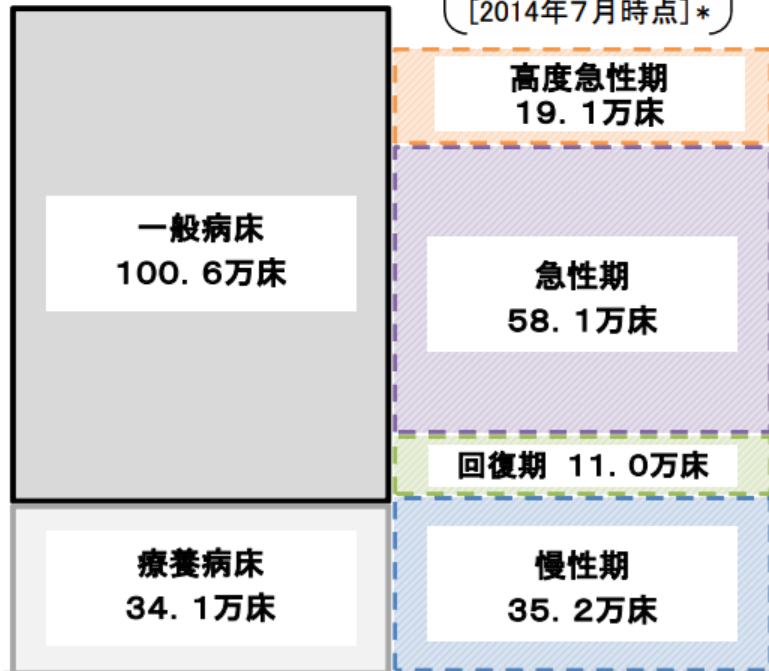 [2014年7月時点]*
高度急性期
19.1万床
一般病床
100.6万床
急性期
58.1万床
回復期 11.0万床
療養病床
34.1万床
慢性期
35.2万床